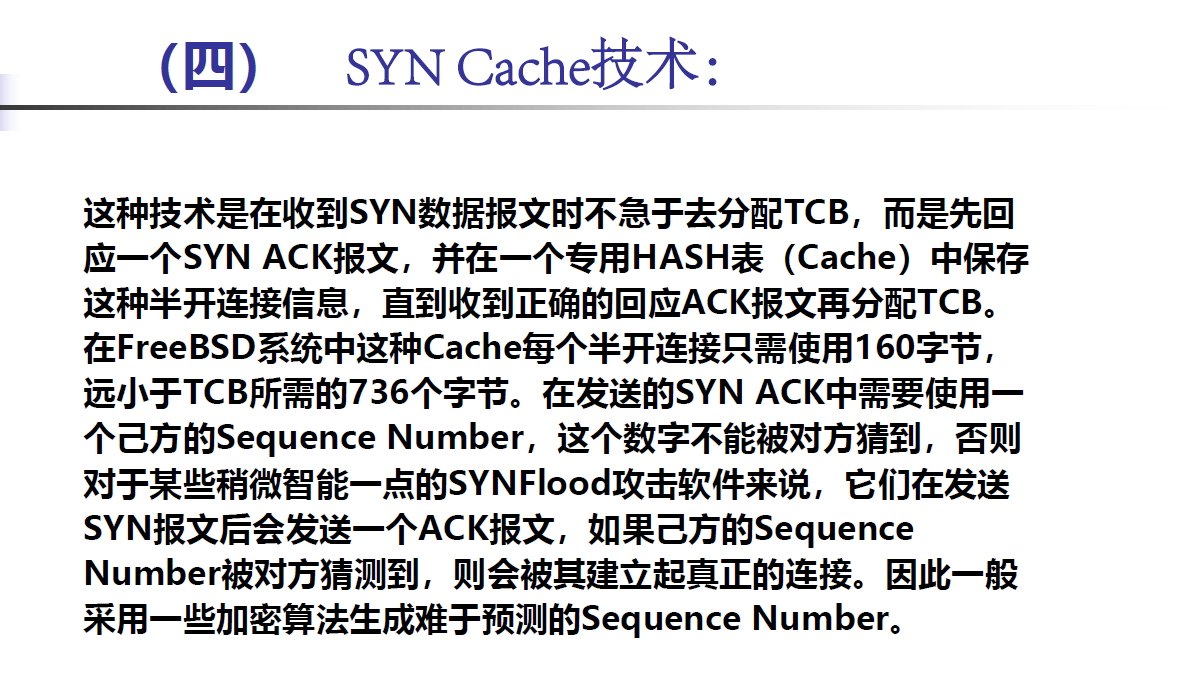 (四) SYN Cache技术：
这种技术是在收到SYN数据报文时不急于去分配TCB，而是先回
应一个SYN ACK报文，并在一个专用HASH表（Cache）中保存
这种半开连接信息，直到收到正确的回应ACK报文再分配TCB。
在FreeBSD系统中这种Cache每个半开连接只需使用160字节，
远小于TCB所需的736个字节。在发送的SYN ACK中需要使用一
个己方的Sequence Number，这个数字不能被对方猜到，否则
对于某些稍微智能一点的SYNFlood攻击软件来说，它们在发送
SYN报文后会发送一个ACK报文，如果己方的Sequence
Number被对方猜测到，则会被其建立起真正的连接。因此一般
采用一些加密算法生成难于预测的Sequence Number。